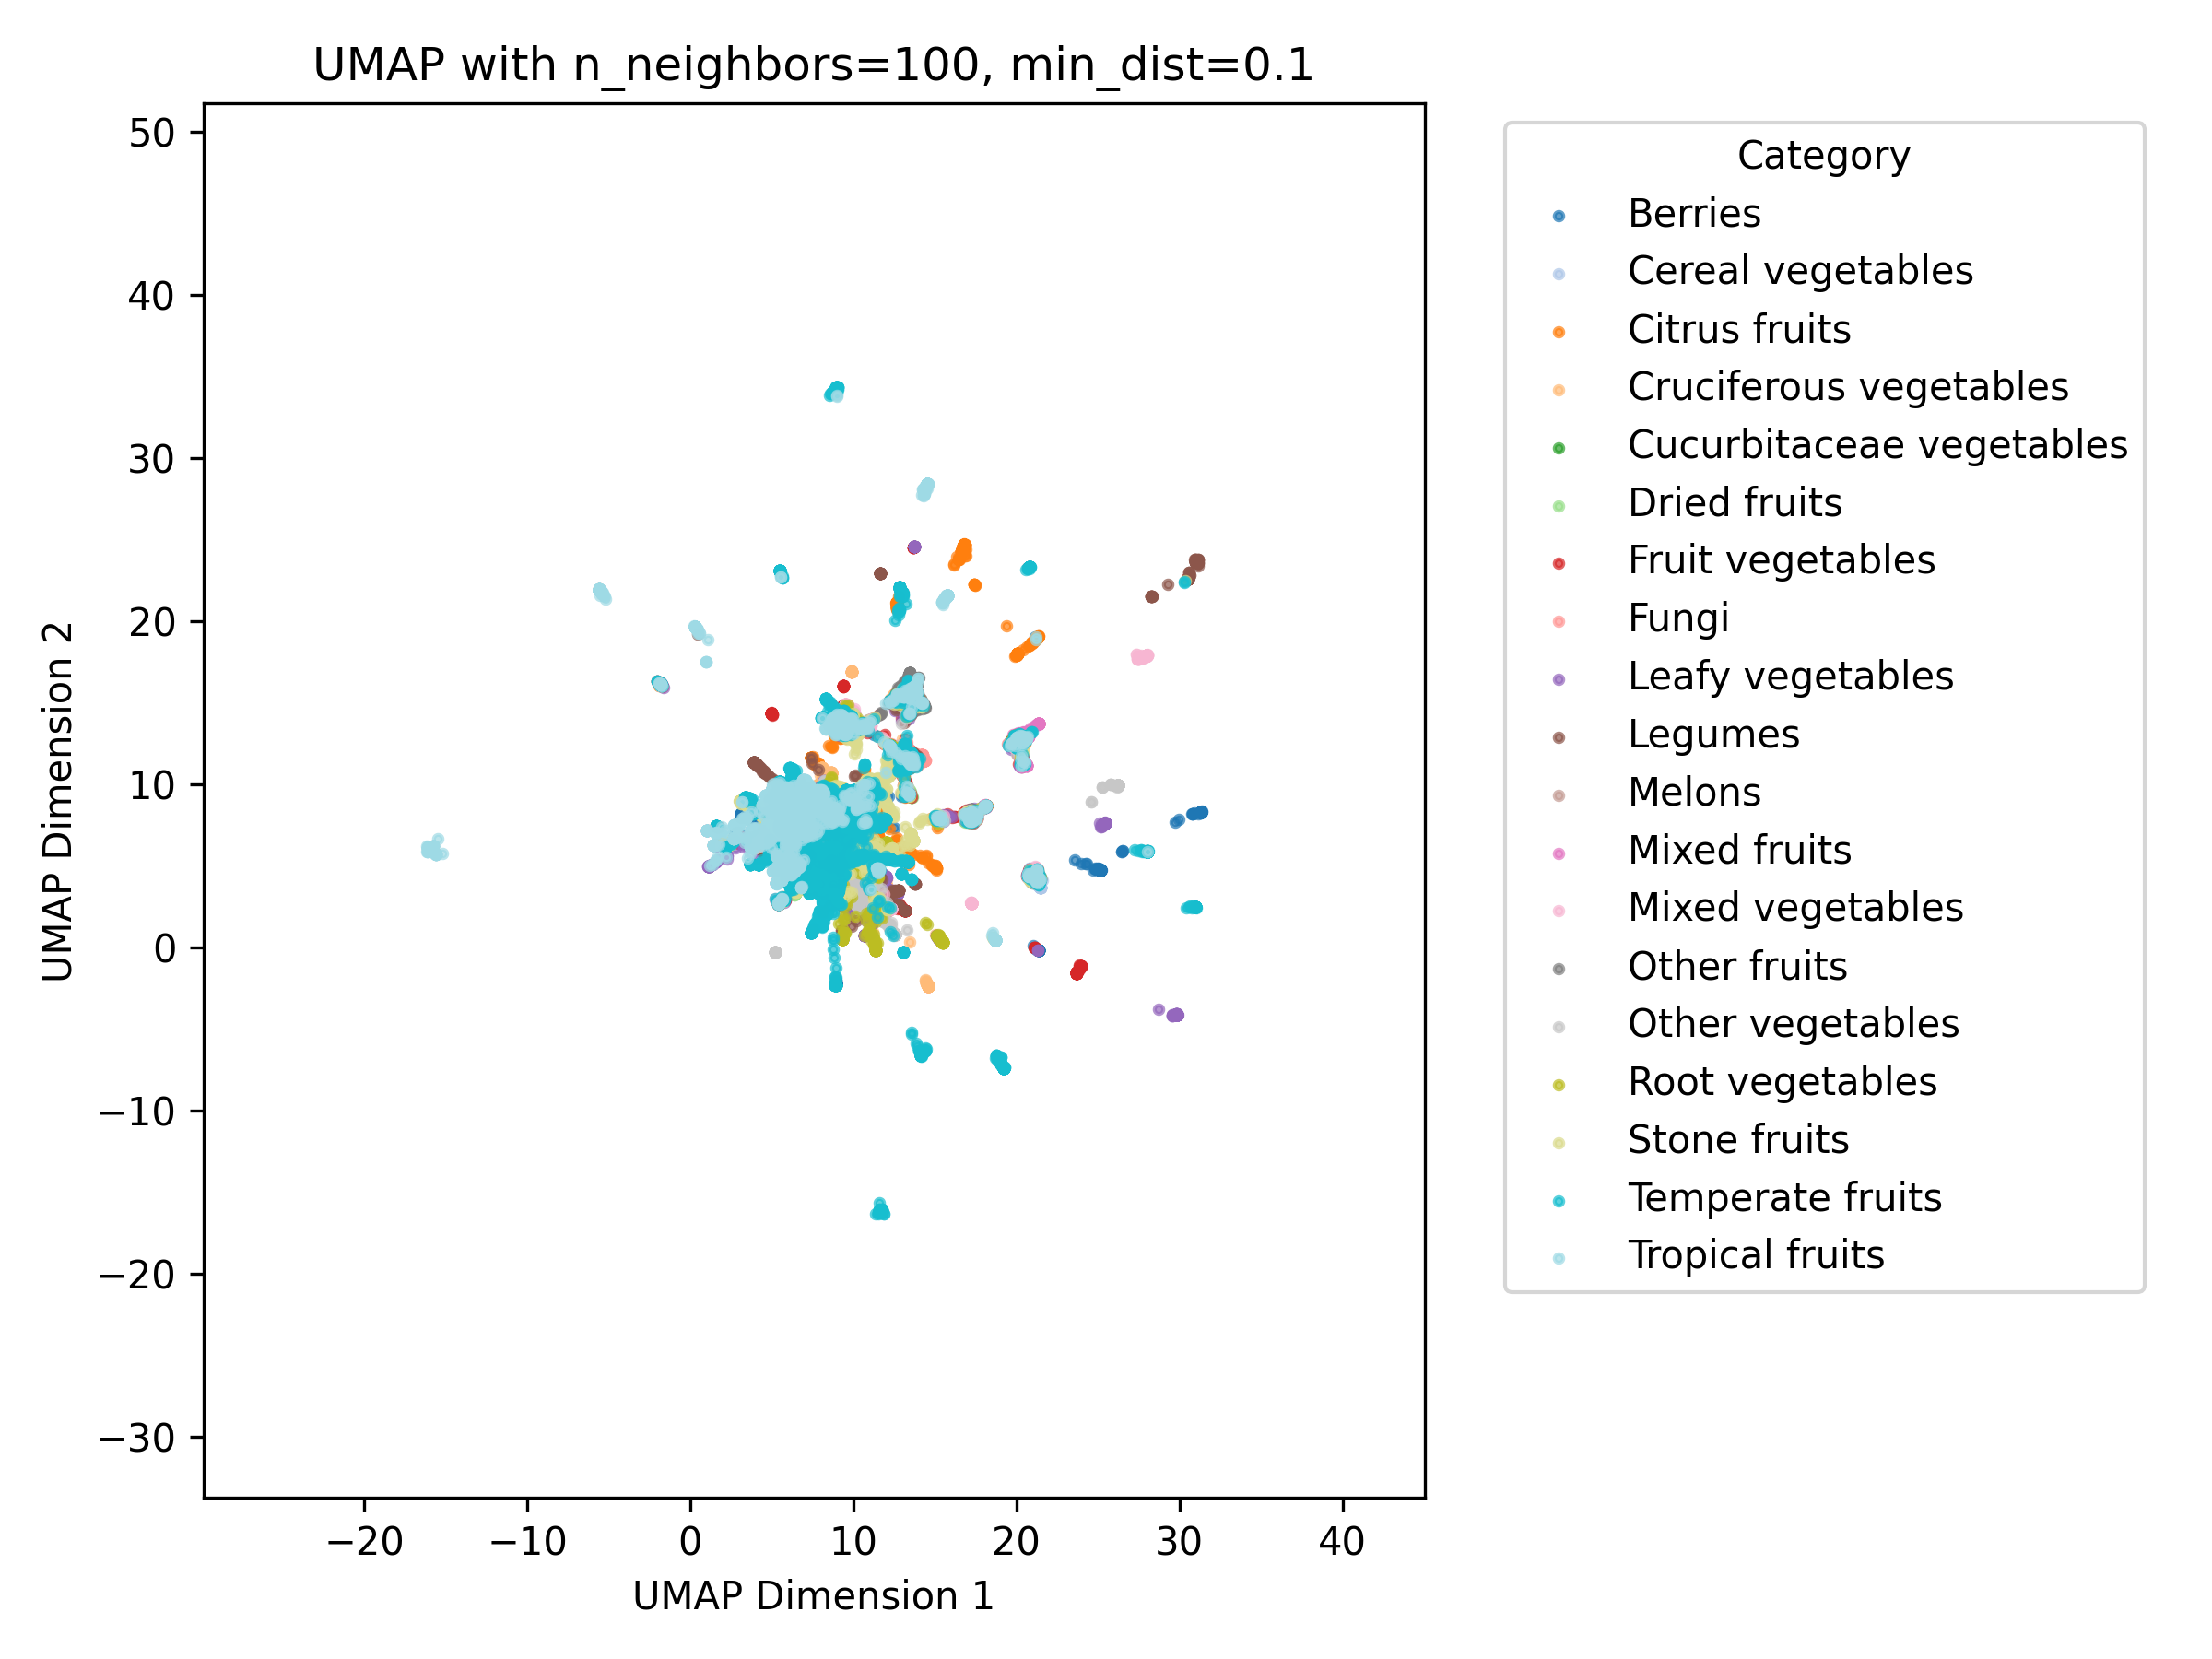 UMAP with n_neighbors=100, min_dist=0.1
50
40
30
20
10
0
−10
−20
−30
UMAP Dimension 2
−20
−10
0
10
20
30
40
UMAP Dimension 1
Category
Berries
Cereal vegetables
Citrus fruits
Cruciferous vegetables
Cucurbitaceae vegetables
Dried fruits
Fruit vegetables
Fungi
Leafy vegetables
Legumes
Melons
Mixed fruits
Mixed vegetables
Other fruits
Other vegetables
Root vegetables
Stone fruits
Temperate fruits
Tropical fruits